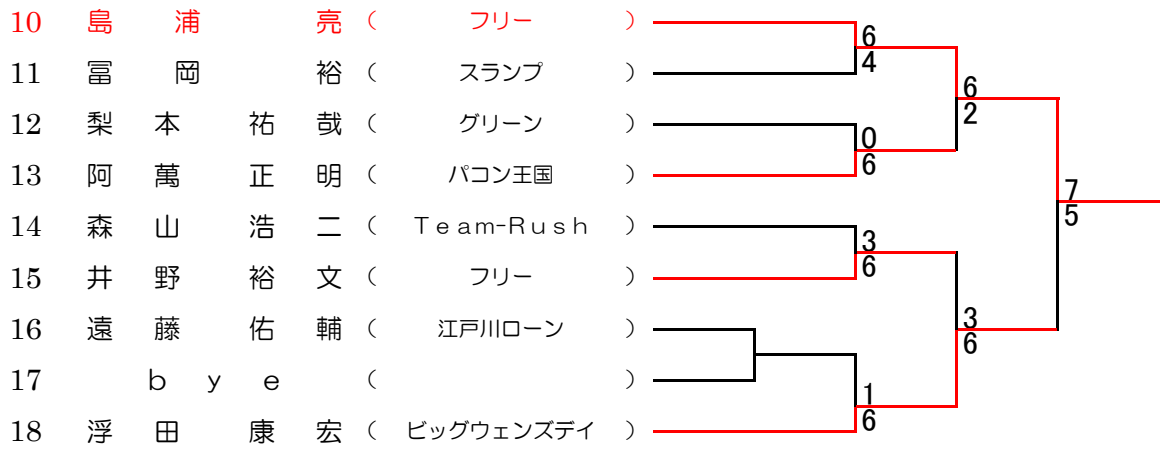 10 島浦 亮 (フリー) 6
11 冨岡 裕 (スランプ) 4
6
2
12 梨本祐哉 (グリーン) 0
13 阿萬正明 (パコン王国) 6
7
5
14 森山浩二 (Team-Rush) 3
15 井野裕文 (フリー) 6
16 遠藤佑輔 (江戸川ローン)
3
6
17 bye ( )
1
18 浮田康宏 (ビッグウェンズデイ) 6